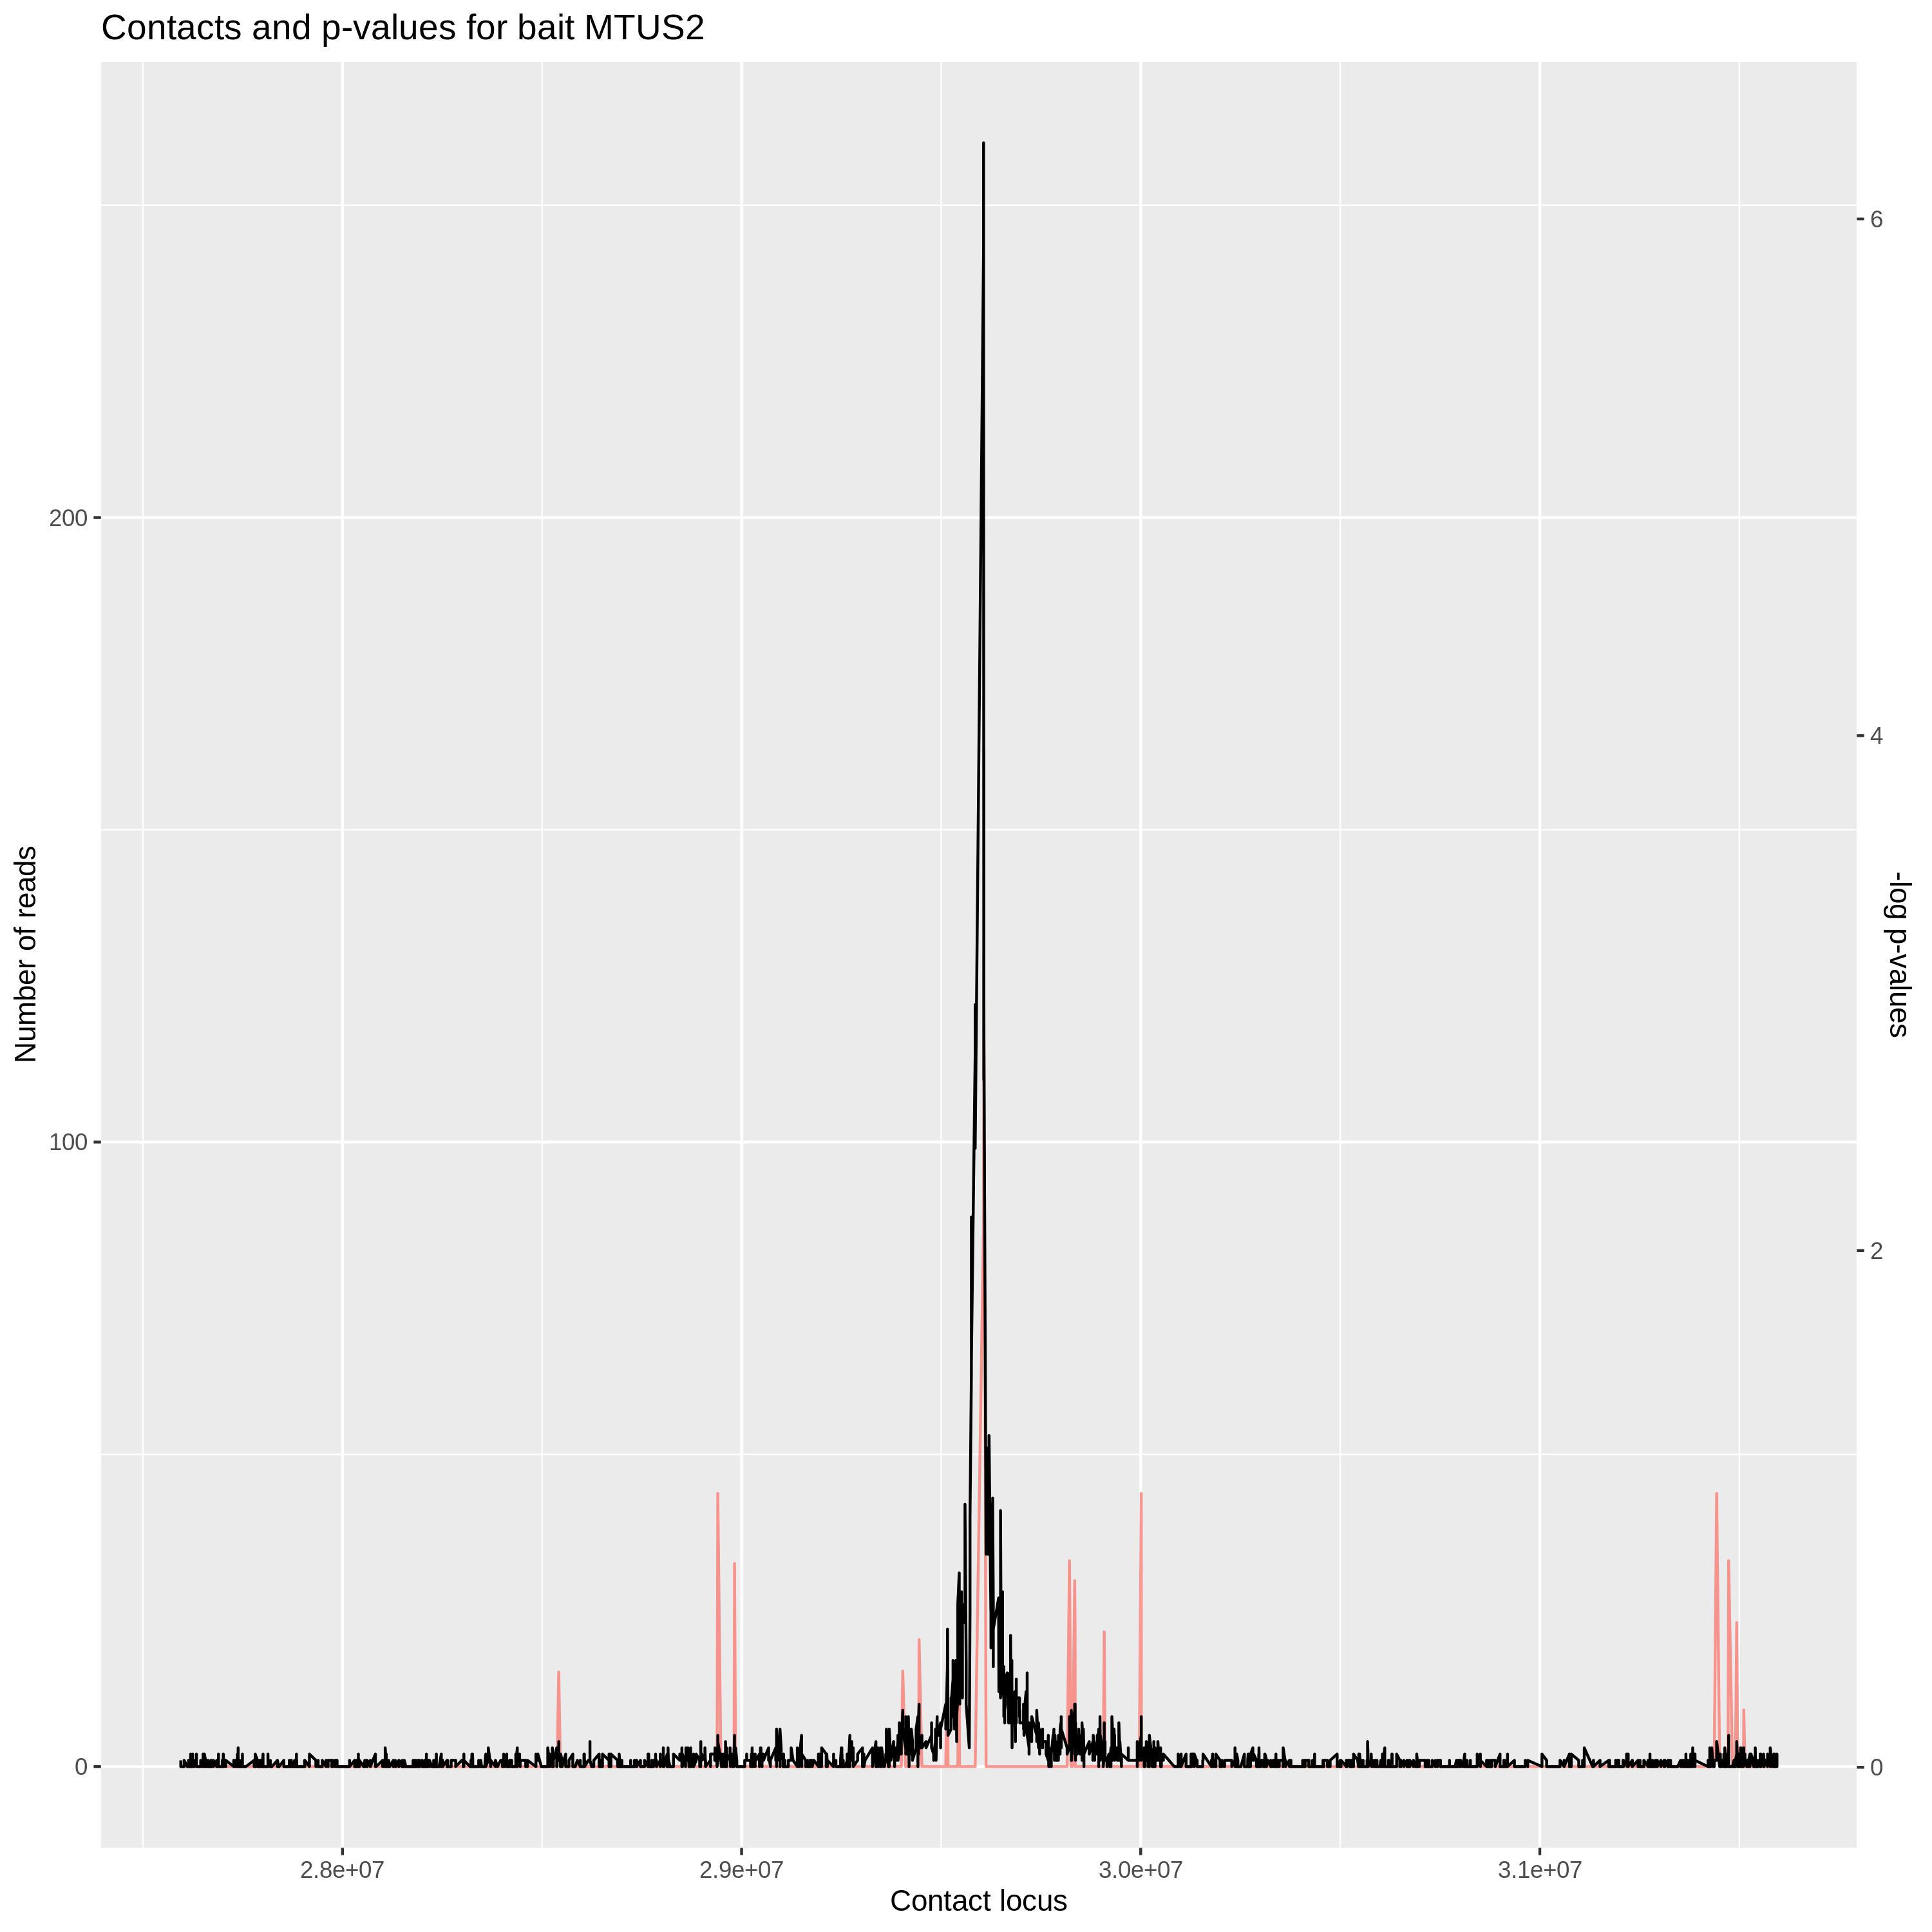 Contacts and p-values for bait MTUS2
Number of reads
200
100
0
6
4
2
0
-log p-values
2.8e+07
2.9e+07
3.0e+07
3.1e+07
Contact locus